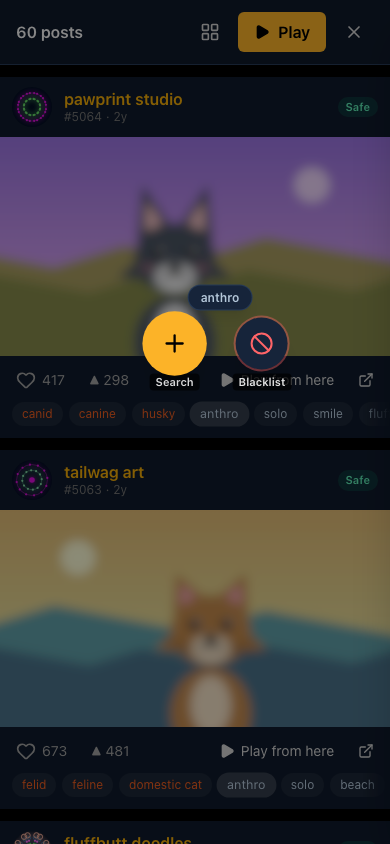 60 posts
Play
pawprint studio
#5064 · 2y
Safe
anthro
417
298
Play from here
Search
Blacklist
canid
canine
husky
anthro
solo
smile
tailwag art
#5063 · 2y
Safe
673
481
Play from here
felid
feline
domestic cat
anthro
solo
beach
fluffbutt doodles